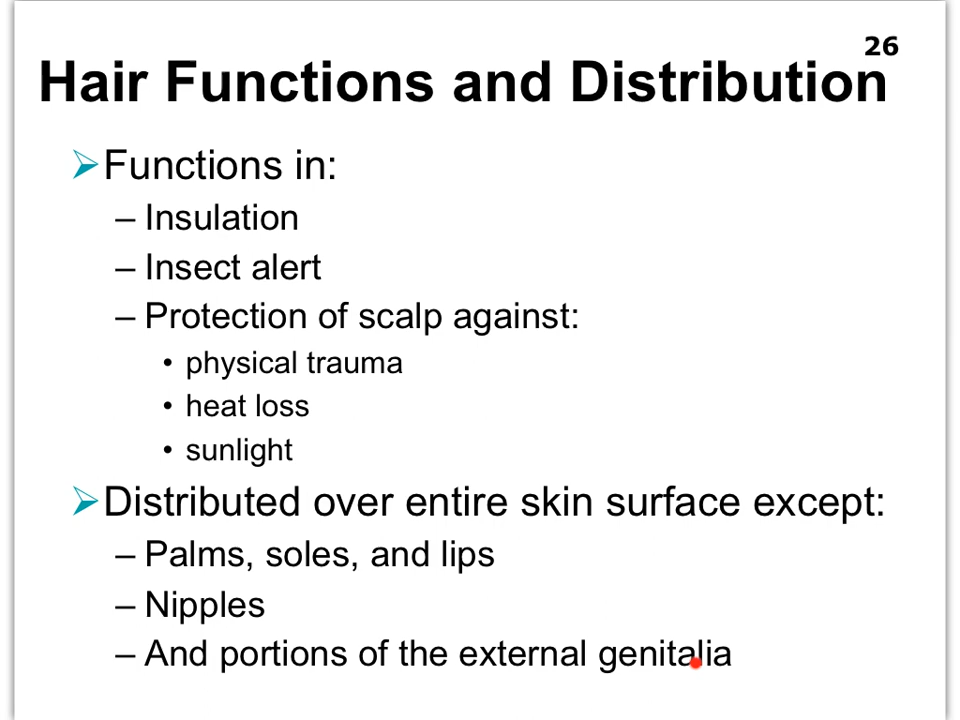 26
Hair Functions and Distribution
➢Functions in:
– Insulation
– Insect alert
– Protection of scalp against:
• physical trauma
• heat loss
• sunlight
➢Distributed over entire skin surface except:
– Palms, soles, and lips
– Nipples
– And portions of the external genitalia